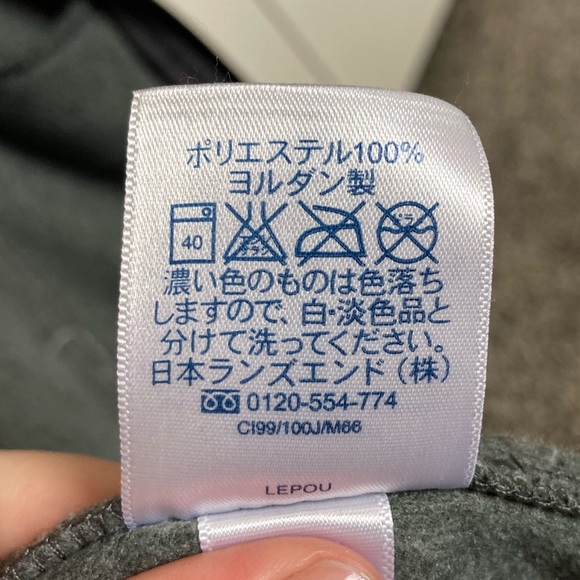 ポリエステル100%
ヨルダン製
40
濃い色のものは色落ち
しますので、白・淡色品と
分けて洗ってください。
日本ランズエンド(株)
0120-554-774
CI99/100J/M66
LEPOU